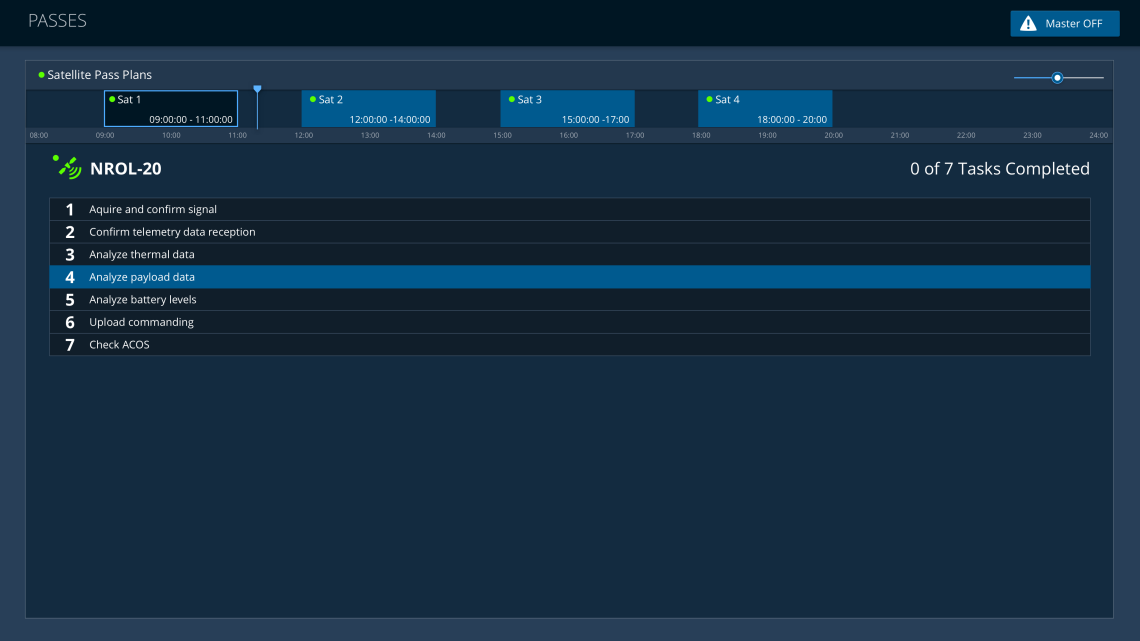 PASSES
Master OFF
Satellite Pass Plans
Sat 1
09:00:00 - 11:00:00
Sat 2
12:00:00 -14:00:00
Sat 3
15:00:00 -17:00
Sat 4
18:00:00 - 20:00
08:00 09:00 10:00 11:00 12:00 13:00 14:00 15:00 16:00 17:00 18:00 19:00 20:00 21:00 22:00 23:00 24:00
NROL-20
0 of 7 Tasks Completed
1 Aquire and confirm signal
2 Confirm telemetry data reception
3 Analyze thermal data
4 Analyze payload data
5 Analyze battery levels
6 Upload commanding
7 Check ACOS